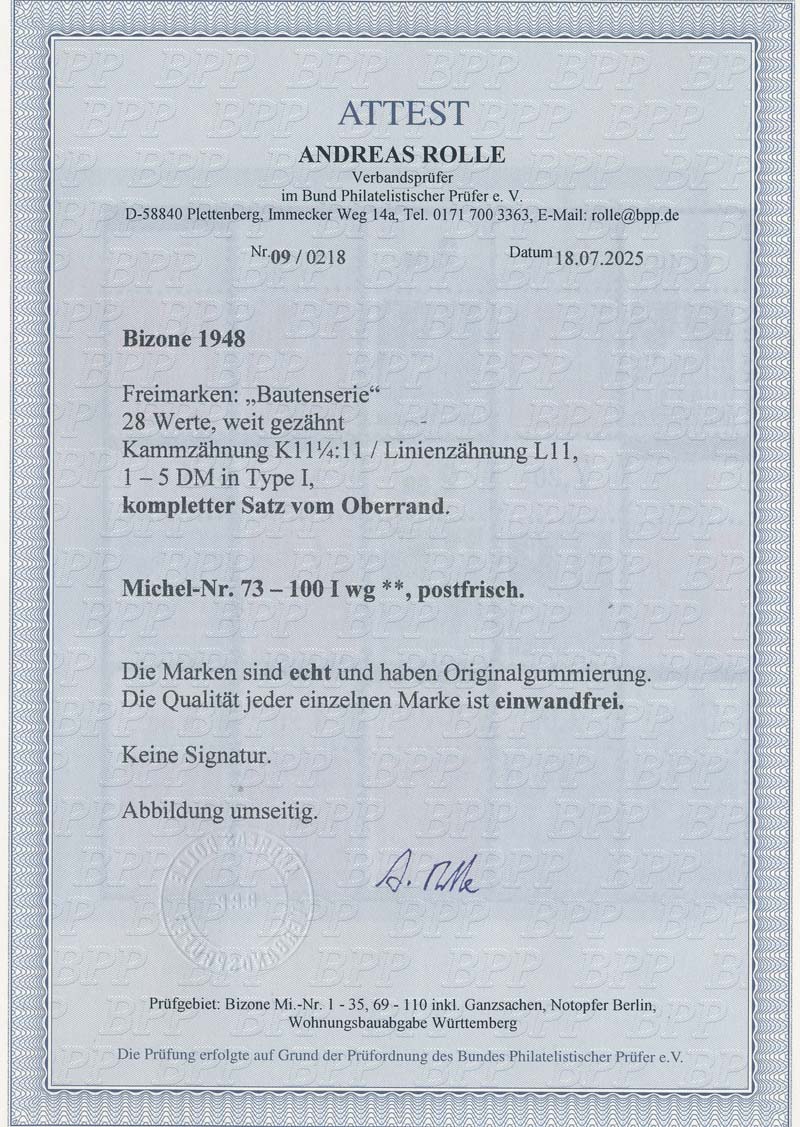 ATTEST
ANDREAS ROLLE
Verbandsprüfer
im Bund Philatelistischer Prüfer e. V.
D-58840 Plettenberg, Immecker Weg 14a, Tel. 0171 700 3363, E-Mail: rolle@bpp.de
Nr. 09 / 0218 Datum 18.07.2025
Bizone 1948
Freimarken: „Bautenserie“
28 Werte, weit gezähnt
Kammzähnung K11¼:11 / Linienzähnung L11,
1 – 5 DM in Type I,
kompletter Satz vom Oberrand.
Michel-Nr. 73 – 100 I wg **, postfrisch.
Die Marken sind echt und haben Originalgummierung.
Die Qualität jeder einzelnen Marke ist einwandfrei.
Keine Signatur.
Abbildung umseitig.
A. Rolle
Prüfgebiet: Bizone Mi.-Nr. 1 - 35, 69 - 110 inkl. Ganzsachen, Notopfer Berlin,
Wohnungsbauabgabe Württemberg
Die Prüfung erfolgte auf Grund der Prüfordnung des Bundes Philatelistischer Prüfer e.V.